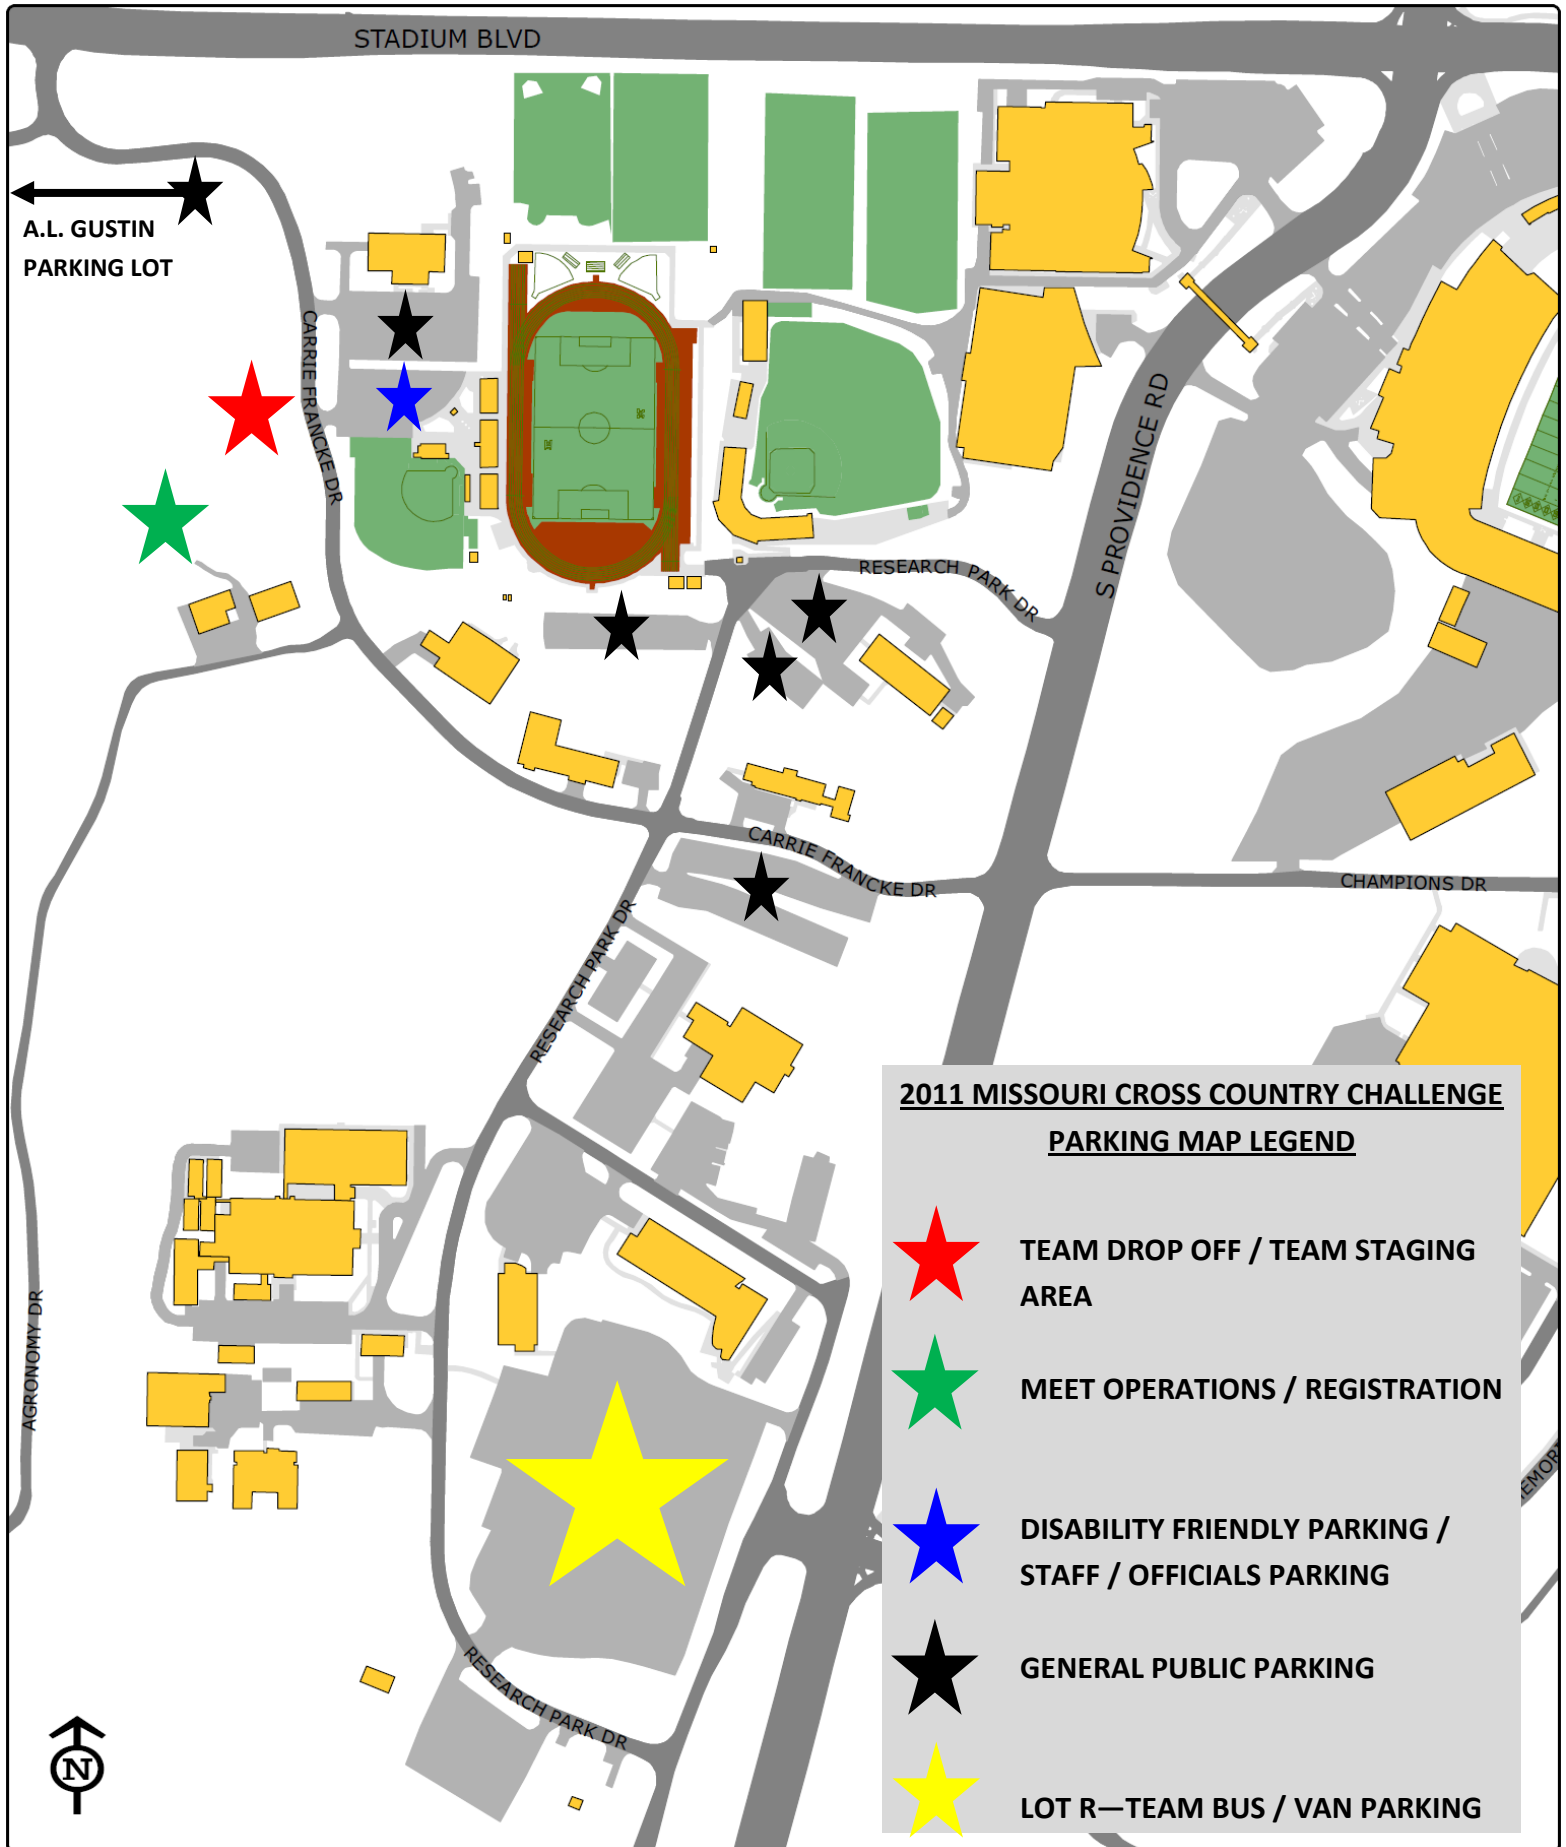 STADIUM BLVD
A.L. GUSTIN
PARKING LOT
CARRIE FRANCKE DR
S PROVIDENCE RD
RESEARCH PARK DR
CARRIE FRANCKE DR
CHAMPIONS DR
RESEARCH PARK DR
AGRONOMY DR
RESEARCH PARK DR
N
2011 MISSOURI CROSS COUNTRY CHALLENGE
PARKING MAP LEGEND
TEAM DROP OFF / TEAM STAGING
AREA
MEET OPERATIONS / REGISTRATION
DISABILITY FRIENDLY PARKING /
STAFF / OFFICIALS PARKING
GENERAL PUBLIC PARKING
LOT R—TEAM BUS / VAN PARKING